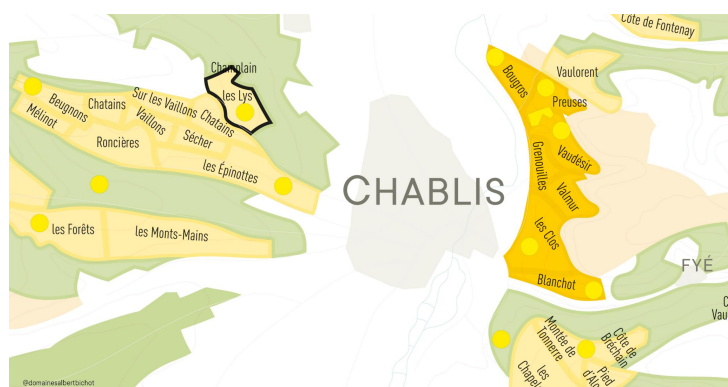 Côte de Fontenay
Champlain
les Lys
Bougros
Vaulorent
Preuses
Beugnons
Chatains
Sur les Vaillons
Chatains
Mélinot
Vaillons
Sécher
Roncières
les Épinottes
Grenouilles
Vaudésir
Valmur
CHABLIS
les Forêts
les Monts-Mains
les Clos
FYÉ
Blanchot
Montée de
Tonnerre
Côte de
Bréchain
C
Vau
les
Chape
Pied
d'Al
@domainesalbertbichot